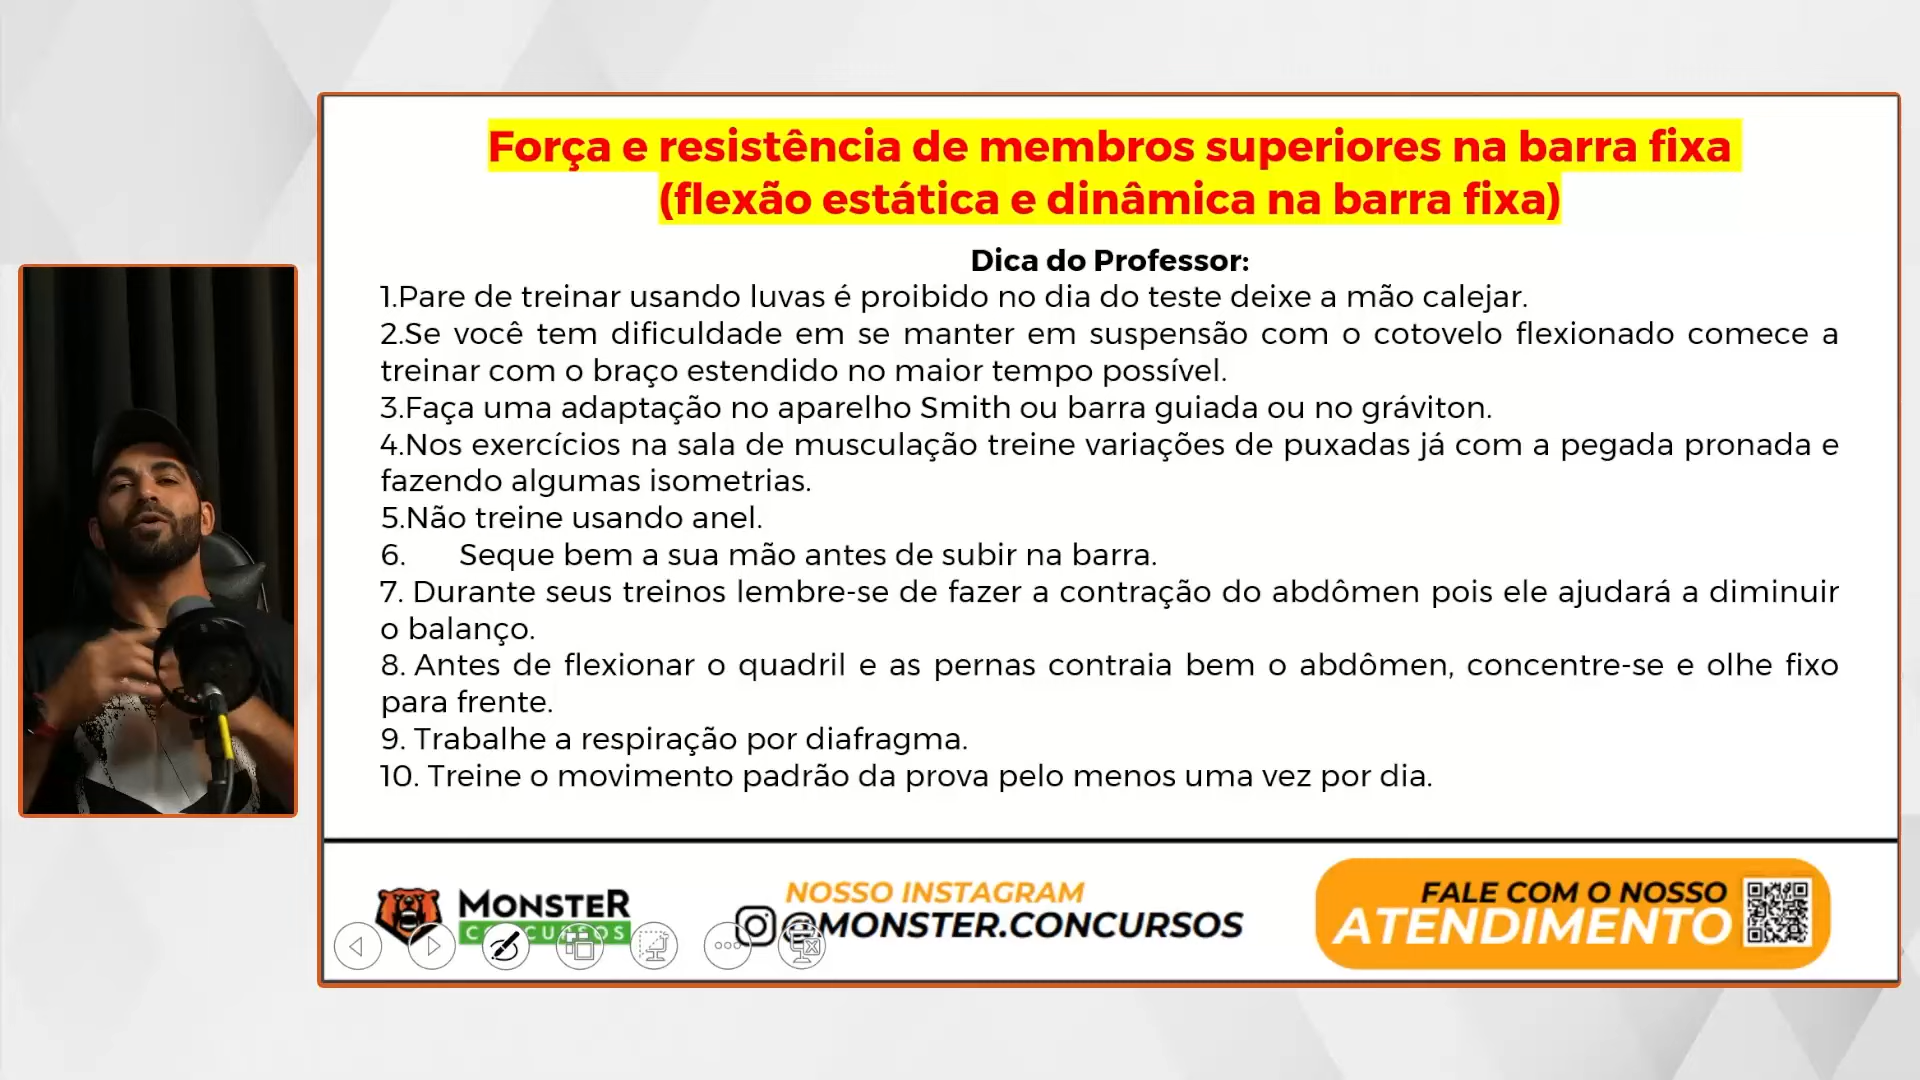 Força e resistência de membros superiores na barra fixa
(flexão estática e dinâmica na barra fixa)
Dica do Professor:
1.Pare de treinar usando luvas é proibido no dia do teste deixe a mão calejar.
2.Se você tem dificuldade em se manter em suspensão com o cotovelo flexionado comece a
treinar com o braço estendido no maior tempo possível.
3.Faça uma adaptação no aparelho Smith ou barra guiada ou no gráviton.
4.Nos exercícios na sala de musculação treine variações de puxadas já com a pegada pronada e
fazendo algumas isometrias.
5.Não treine usando anel.
6. Seque bem a sua mão antes de subir na barra.
7. Durante seus treinos lembre-se de fazer a contração do abdômen pois ele ajudará a diminuir
o balanço.
8. Antes de flexionar o quadril e as pernas contraia bem o abdômen, concentre-se e olhe fixo
para frente.
9. Trabalhe a respiração por diafragma.
10. Treine o movimento padrão da prova pelo menos uma vez por dia.
MONSTER
CONCURSOS
NOSSO INSTAGRAM
@MONSTER.CONCURSOS
FALE COM O NOSSO
ATENDIMENTO